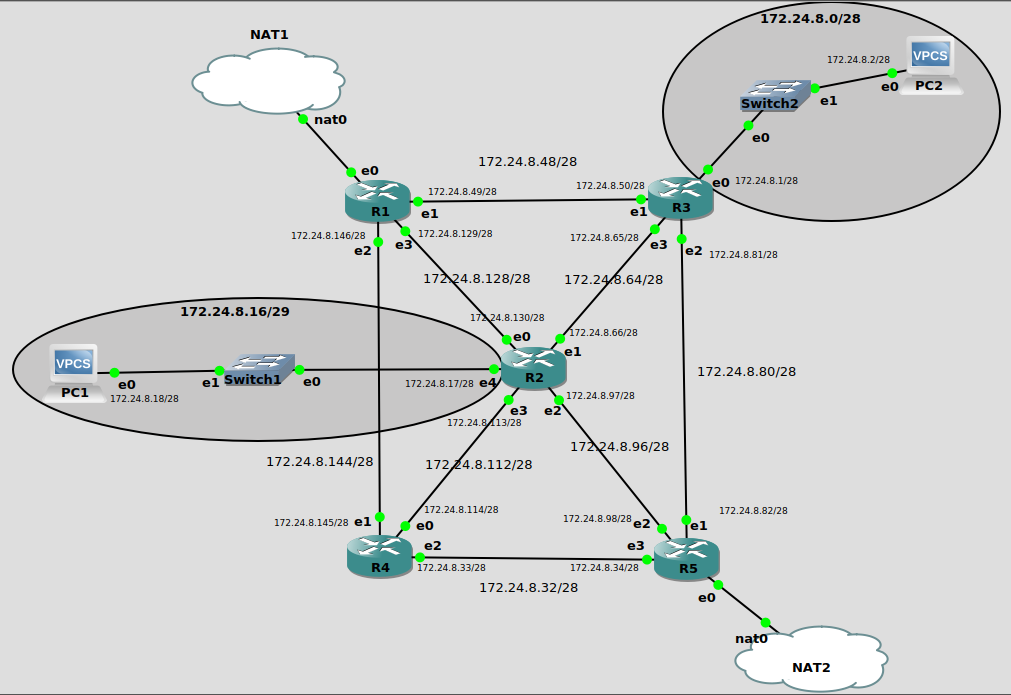 172.24.8.0/28
NAT1
172.24.8.2/28
VPCS
e0
PC2
Switch2
e1
nat0
e0
172.24.8.48/28
e0
e0
172.24.8.1/28
172.24.8.49/28
172.24.8.50/28
R1
e1
e1
R3
172.24.8.146/28
172.24.8.129/28
172.24.8.65/28
e2
e3
e3
e2
172.24.8.81/28
172.24.8.128/28
172.24.8.64/28
172.24.8.16/29
172.24.8.130/28
172.24.8.66/28
e0
e1
VPCS
PC1
e0
172.24.8.18/28
e1
Switch1
e0
172.24.8.17/28
e4
R2
172.24.8.80/28
e3
e2
172.24.8.97/28
172.24.8.113/28
172.24.8.96/28
172.24.8.144/28
172.24.8.112/28
172.24.8.114/28
172.24.8.145/28
e1
e0
172.24.8.98/28
e2
172.24.8.82/28
e1
R4
e2
172.24.8.33/28
e3
172.24.8.34/28
R5
172.24.8.32/28
e0
nat0
NAT2